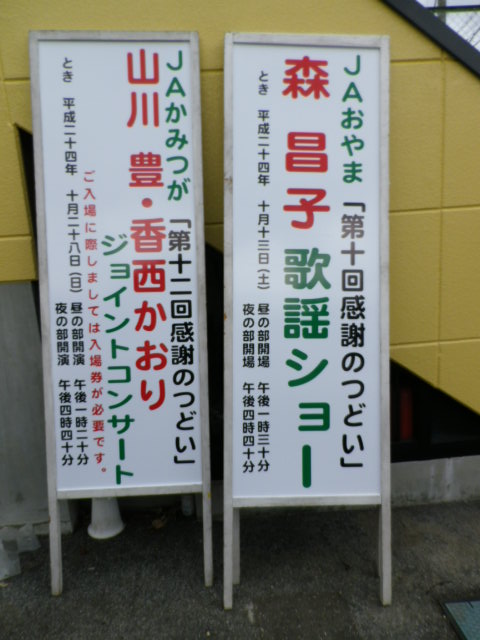 JAおやま「第十回感謝のつどい」
森 昌子 歌謡ショー
とき 平成二十四年 十月十三日(土) 昼の部開場 午後一時三十分
夜の部開場 午後四時四十分
JAかみつが「第十二回感謝のつどい」
山川 豊・香西かおり
ジョイントコンサート
とき 平成二十四年 十月二十八日(日) 昼の部開演 午後一時二十分
夜の部開演 午後四時四十分
ご入場に際しましては入場券が必要です。